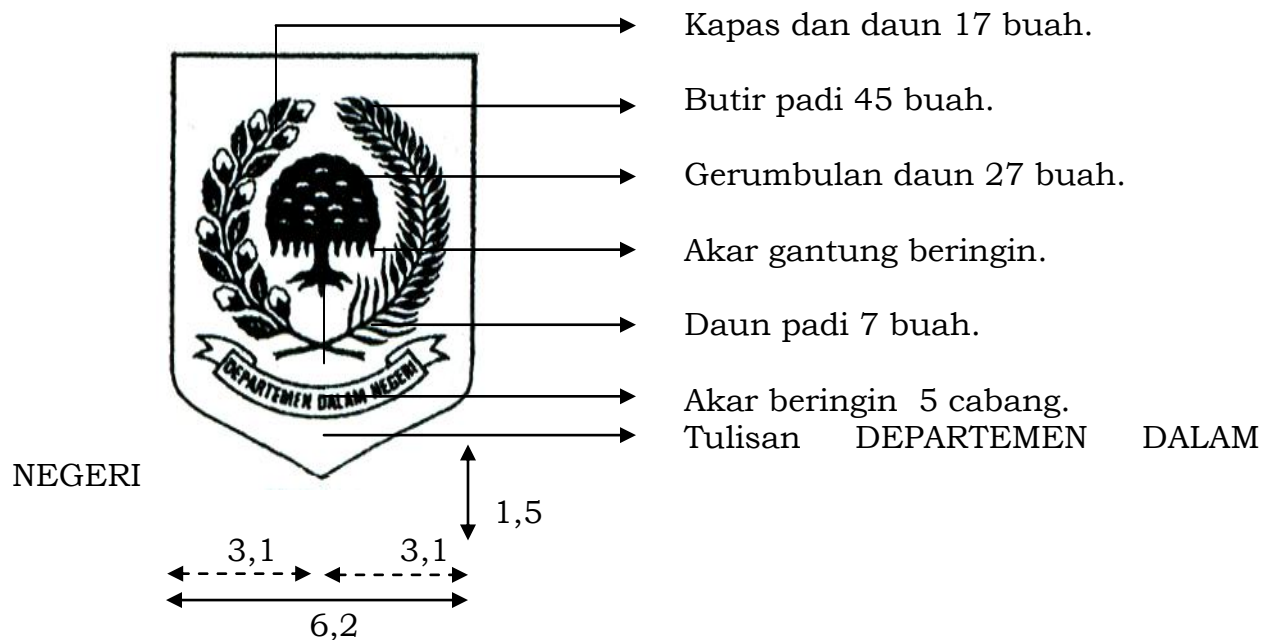 Kapas dan daun 17 buah.
Butir padi 45 buah.
Gerumbulan daun 27 buah.
Akar gantung beringin.
Daun padi 7 buah.
DEPARTEMEN DALAM NEGERI
Akar beringin 5 cabang.
Tulisan DEPARTEMEN DALAM
NEGERI
1,5
3,1 3,1
6,2